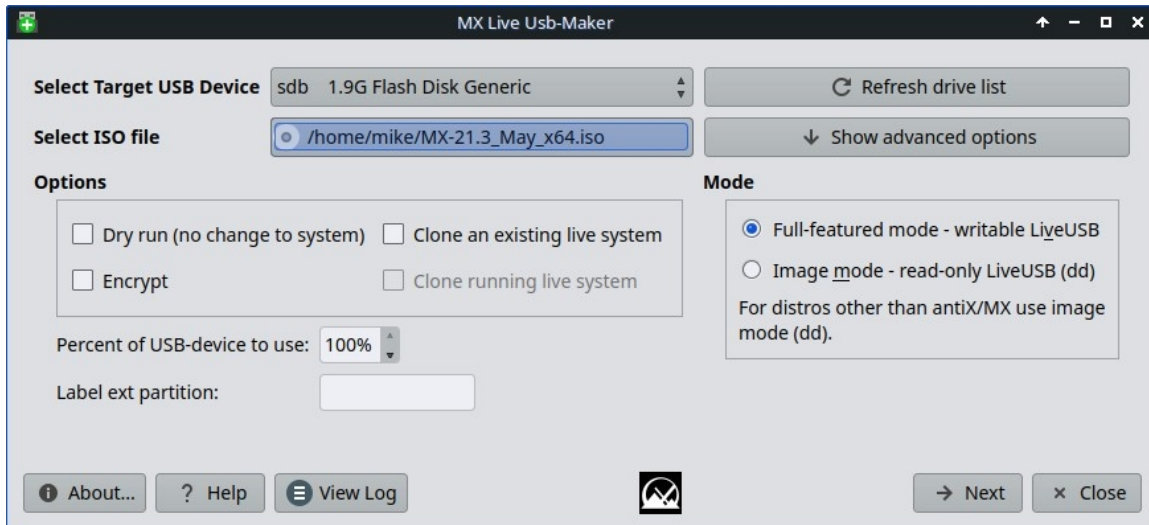 MX Live Usb-Maker
Select Target USB Device sdb 1.9G Flash Disk Generic Refresh drive list
Select ISO file /home/mike/MX-21.3_May_x64.iso Show advanced options
Options Mode
Dry run (no change to system) Clone an existing live system Full-featured mode - writable LiveUSB
Encrypt Clone running live system Image mode - read-only LiveUSB (dd)
For distros other than antiX/MX use image
mode (dd).
Percent of USB-device to use: 100%
Label ext partition:
About... ? Help View Log Next Close